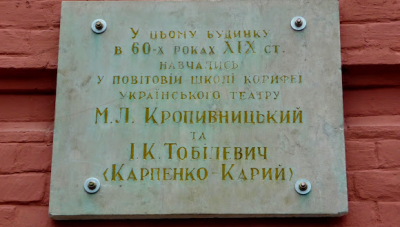 У цьому будинку
в 60-х роках XIX ст.
навчались
у повітовій школі корифеї
українського театру
М.Л. Кропивницький
та
І.К. Тобілевич
(Карпенко-Карий)